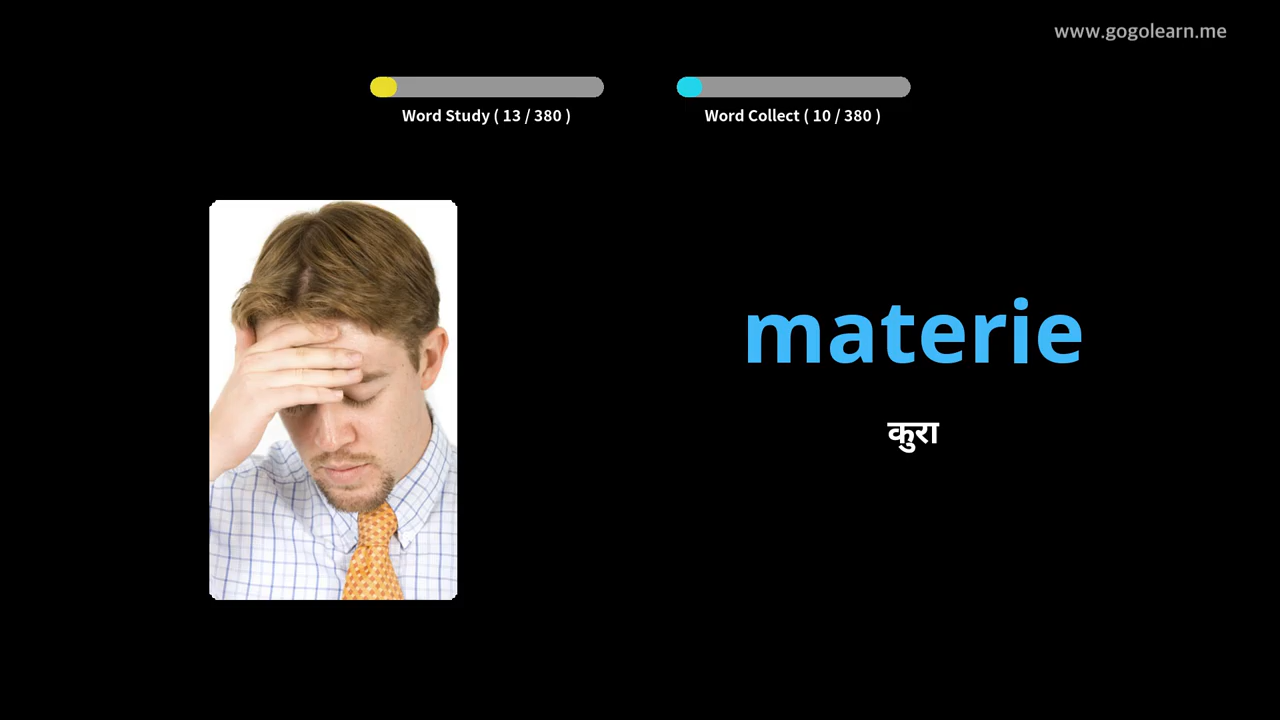 www.gogolearn.me
Word Study ( 13 / 380 )
Word Collect ( 10 / 380 )
materie
कुरा